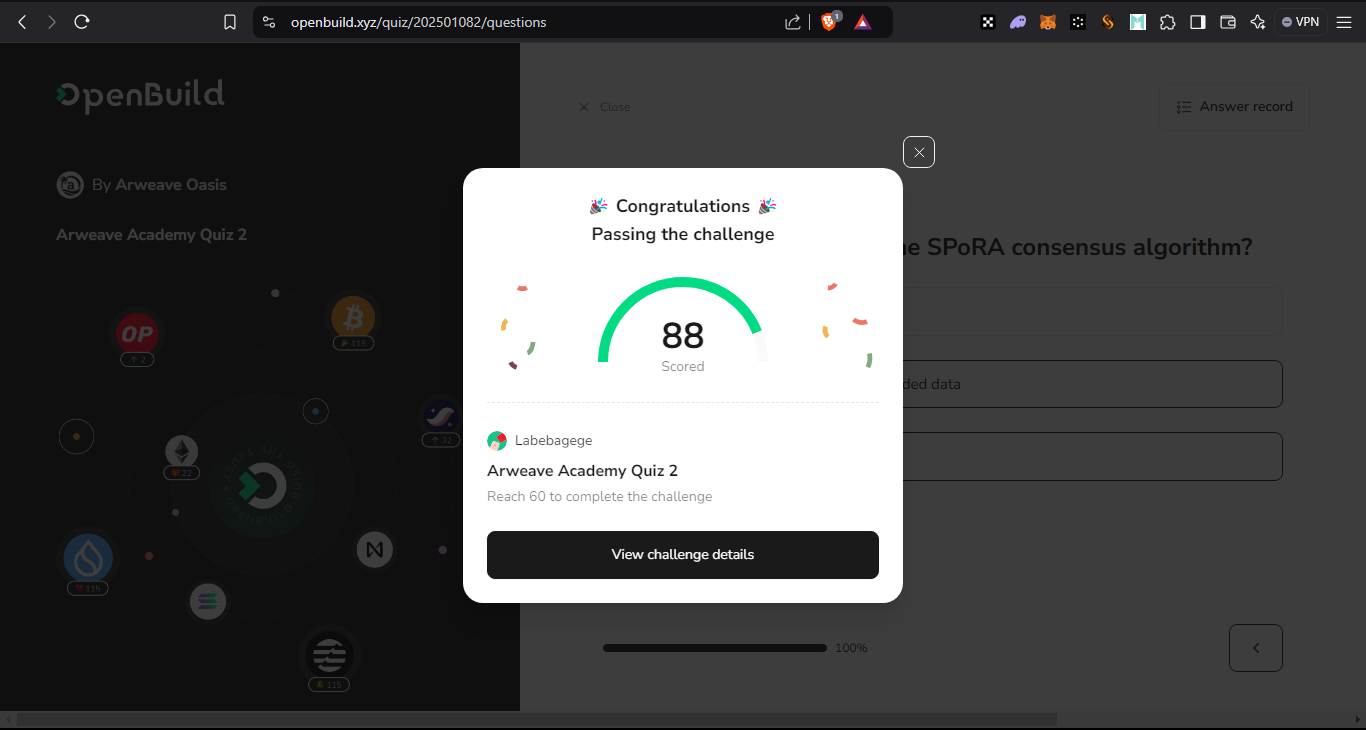 openbuild.xyz/quiz/202501082/questions
1
VPN
OpenBuild
Close
Answer record
By Arweave Oasis
Arweave Academy Quiz 2
🎉 Congratulations 🎉
Passing the challenge
88
Scored
Labebagege
Arweave Academy Quiz 2
Reach 60 to complete the challenge
View challenge details
SPoRA consensus algorithm?
data
OP
2
115
32
22
115
115
100%